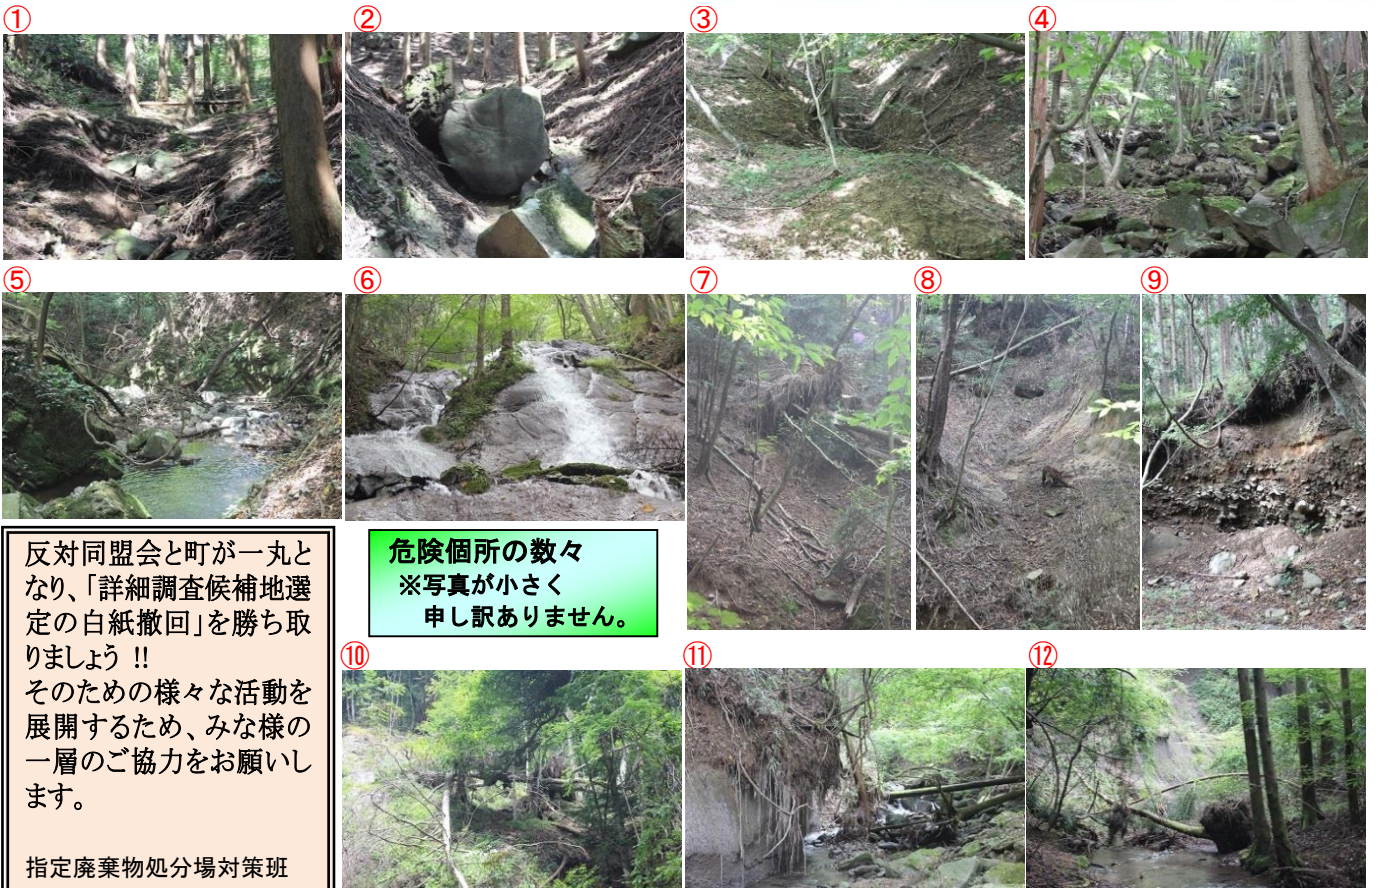 ①
②
③
④
⑤
⑥
⑦
⑧
⑨
反対同盟会と町が一丸と
なり、「詳細調査候補地選
定の白紙撤回」を勝ち取
りましょう !!
そのための様々な活動を
展開するため、みな様の
一層のご協力をお願いし
ます。
指定廃棄物処分場対策班
危険個所の数々
※写真が小さく
申し訳ありません。
⑩
⑪
⑫